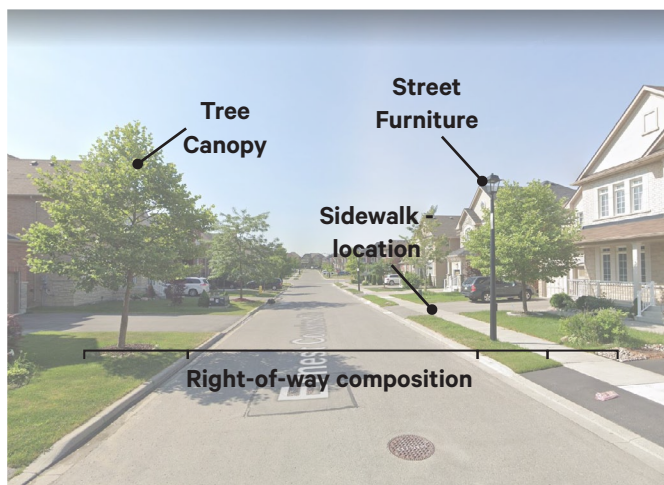 Tree
Canopy
Street
Furniture
Sidewalk -
location
Right-of-way composition